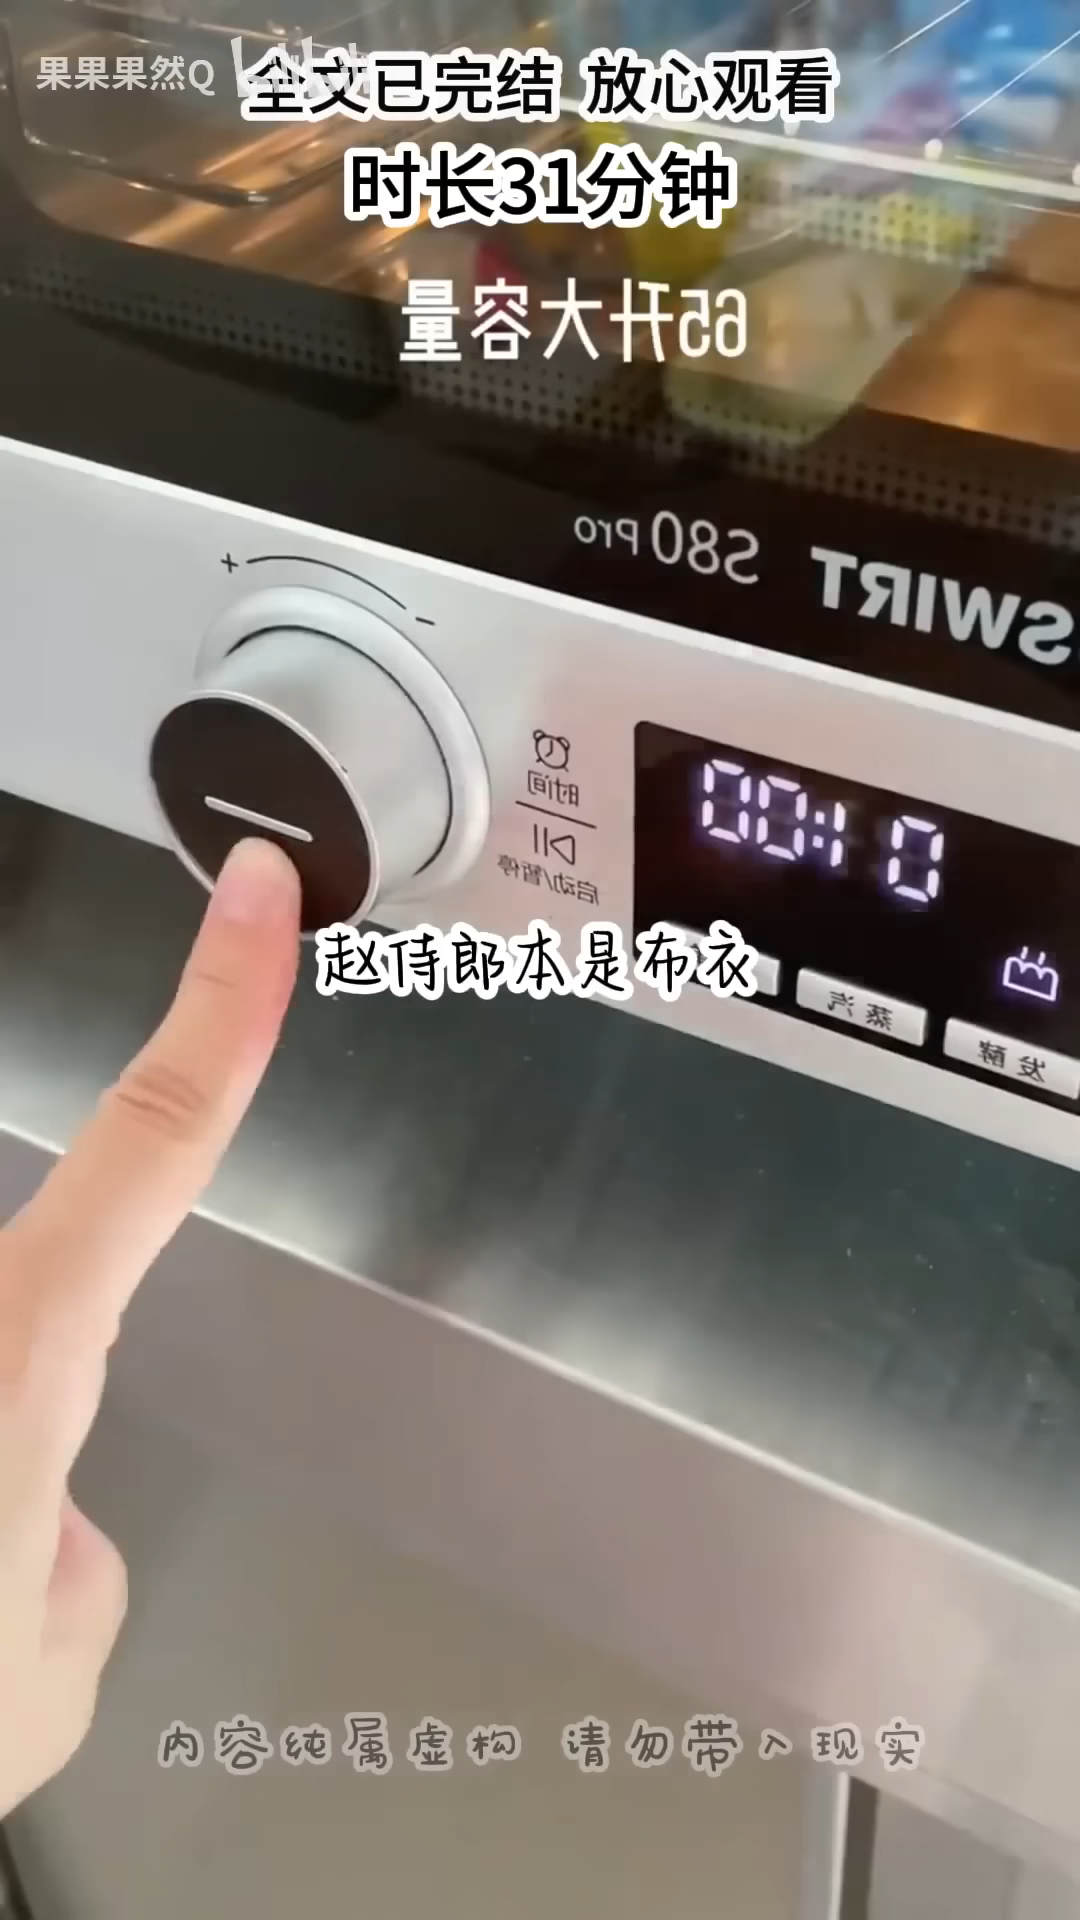 果果果然Q
全文已完结 放心观看
时长31分钟
65升大容量
SWIRT S80 Pro
+
-
时间
启动/暂停
00:10
赵侍郎本是布衣
蒸汽
发酵
内容纯属虚构 请勿带入现实